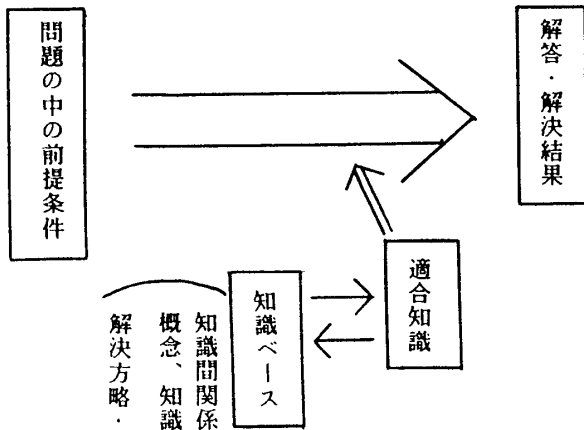 問題の中の前提条件
解答・解決結果
適合知識
知識ベース
知識間関係
概念、知識
解決方略・